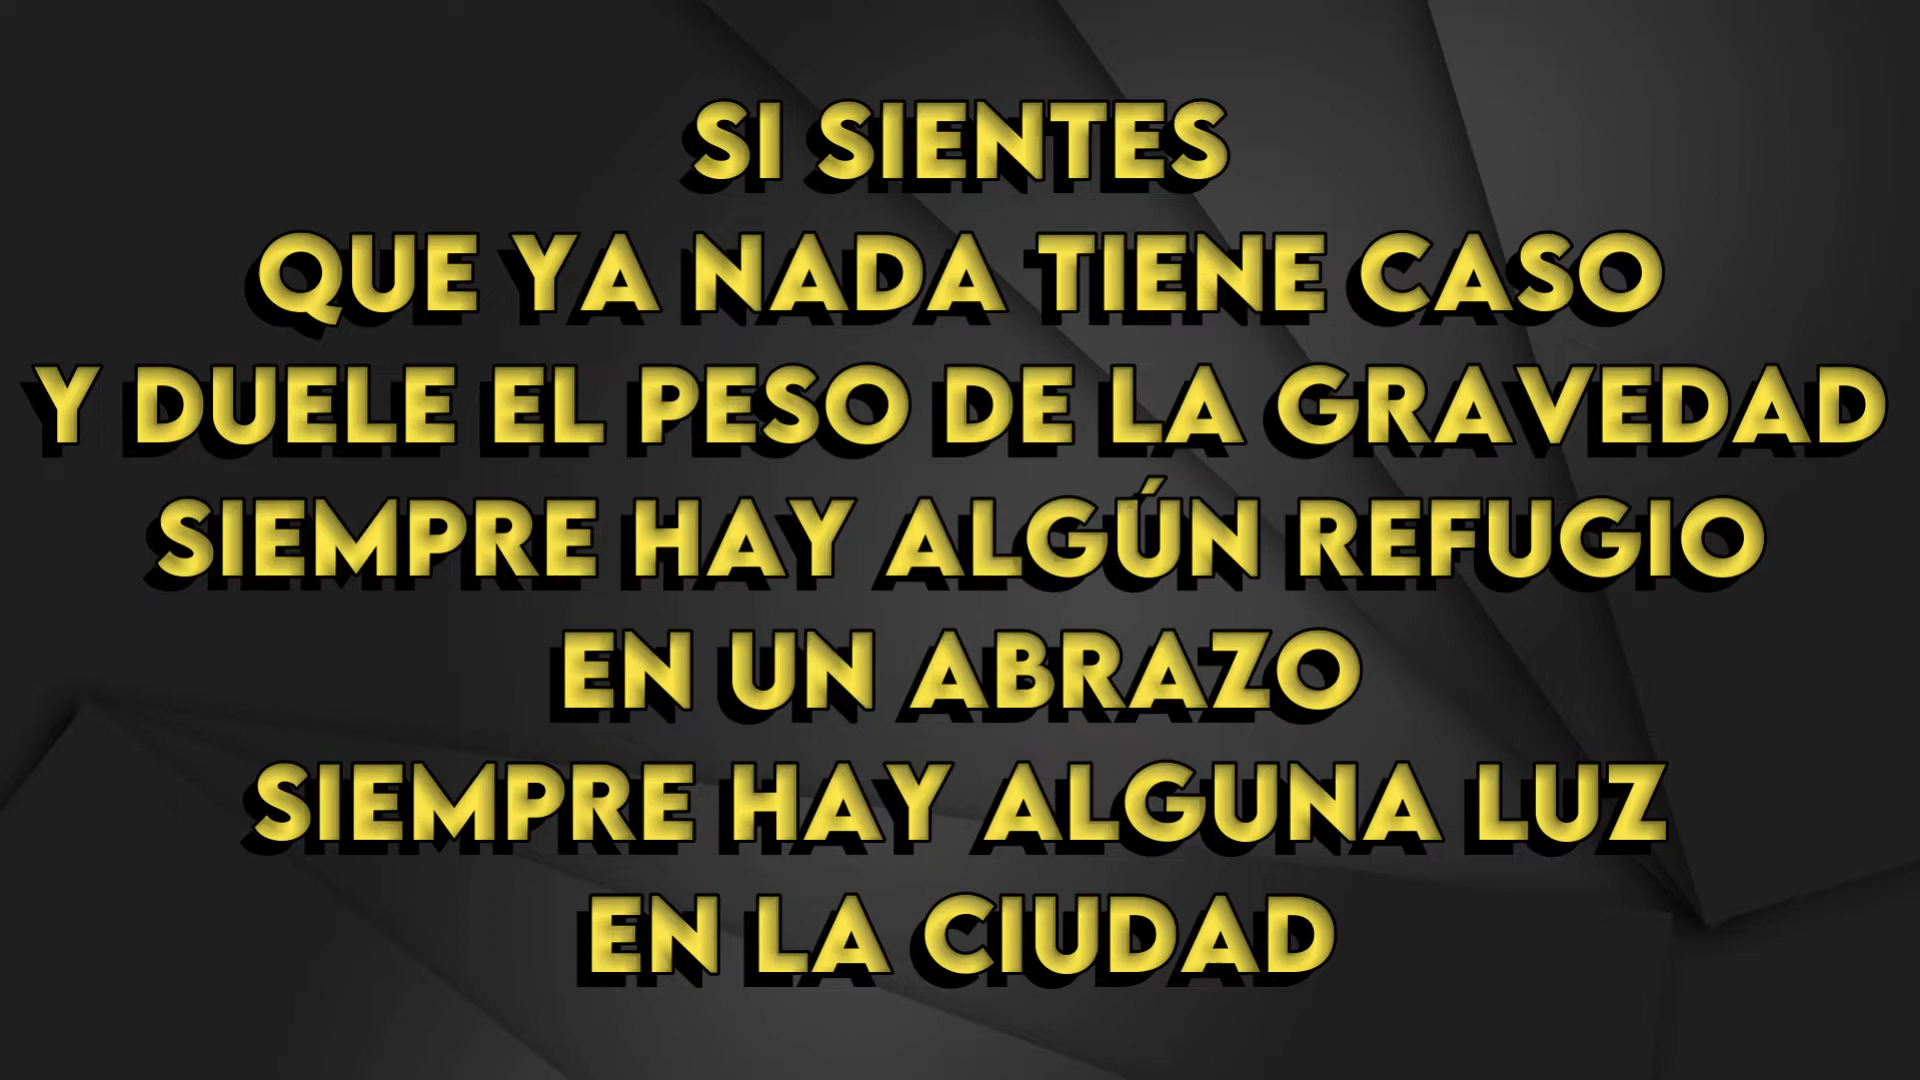 SI SIENTES
QUE YA NADA TIENE CASO
Y DUELE EL PESO DE LA GRAVEDAD
SIEMPRE HAY ALGÚN REFUGIO
EN UN ABRAZO
SIEMPRE HAY ALGUNA LUZ
EN LA CIUDAD